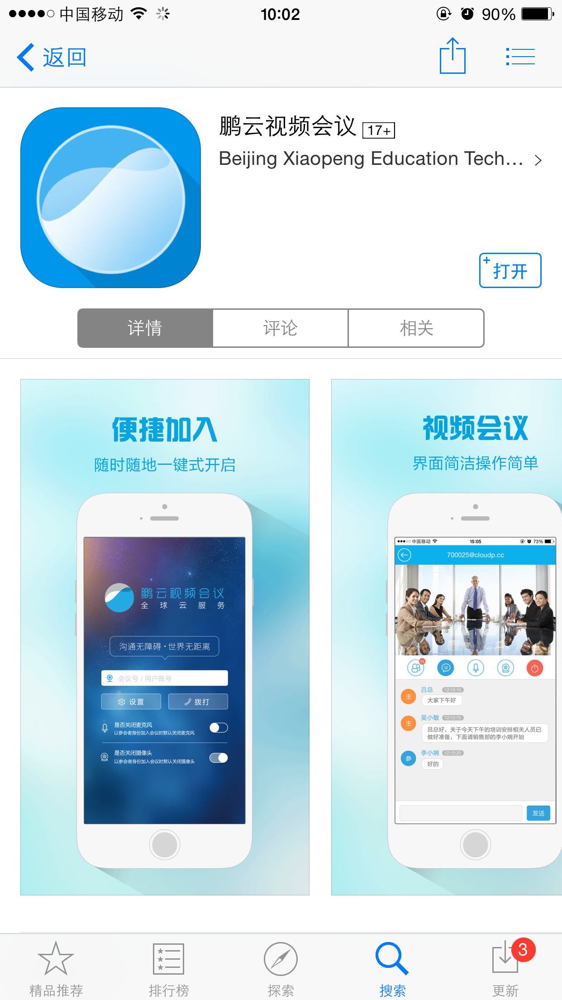 中国移动 10:02 90%
返回
鹏云视频会议 17+
Beijing Xiaopeng Education Tech...
打开
详情 评论 相关
便捷加入
随时随地一键式开启
鹏云视频会议
全球云服务
沟通无障碍·世界无距离
会议号 / 用户账号
设置 拨打
是否关闭麦克风
以参会者身份加入会议时默认关闭麦克风
是否关闭摄像头
以参会者身份加入会议时默认关闭摄像头
视频会议
界面简洁操作简单
中国移动 15:05 73%
700025@cloudp.cc
15
吕总 12:10:15
主 大家下午好
吴小敏 12:12:15
主 吕总好，关于今天下午的培训安排相关人员已
做好准备，下面请销售部的李小婉开始
李小婉 12:15:20
参 好的
发送
精品推荐 排行榜 探索 搜索 更新 3